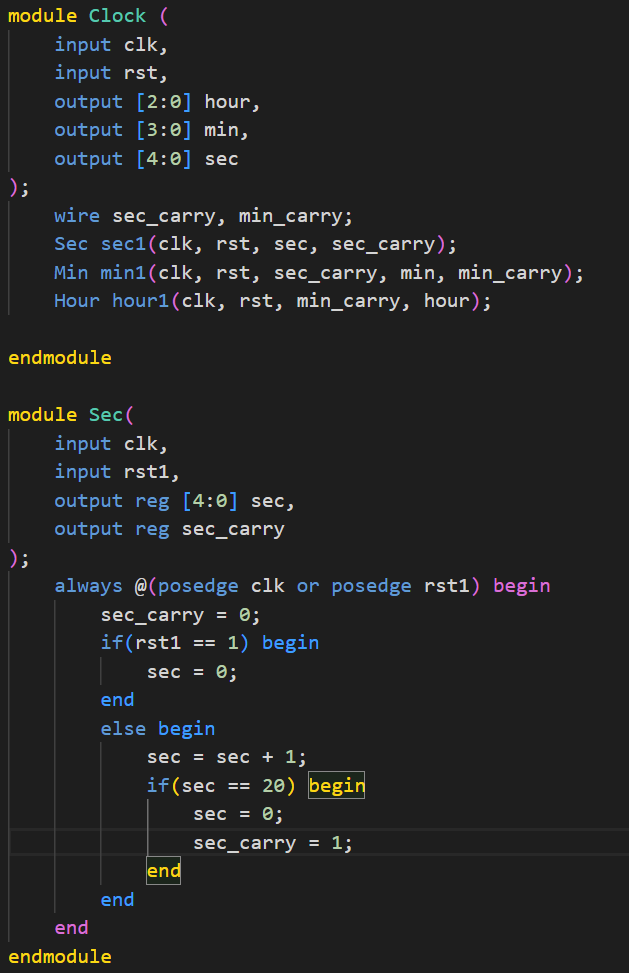 module Clock (
    input clk,
    input rst,
    output [2:0] hour,
    output [3:0] min,
    output [4:0] sec
);
    wire sec_carry, min_carry;
    Sec sec1(clk, rst, sec, sec_carry);
    Min min1(clk, rst, sec_carry, min, min_carry);
    Hour hour1(clk, rst, min_carry, hour);

endmodule

module Sec(
    input clk,
    input rst1,
    output reg [4:0] sec,
    output reg sec_carry
);
    always @(posedge clk or posedge rst1) begin
        sec_carry = 0;
        if(rst1 == 1) begin
            sec = 0;
        end
        else begin
            sec = sec + 1;
            if(sec == 20) begin
                sec = 0;
                sec_carry = 1;
            end
        end
    end
endmodule